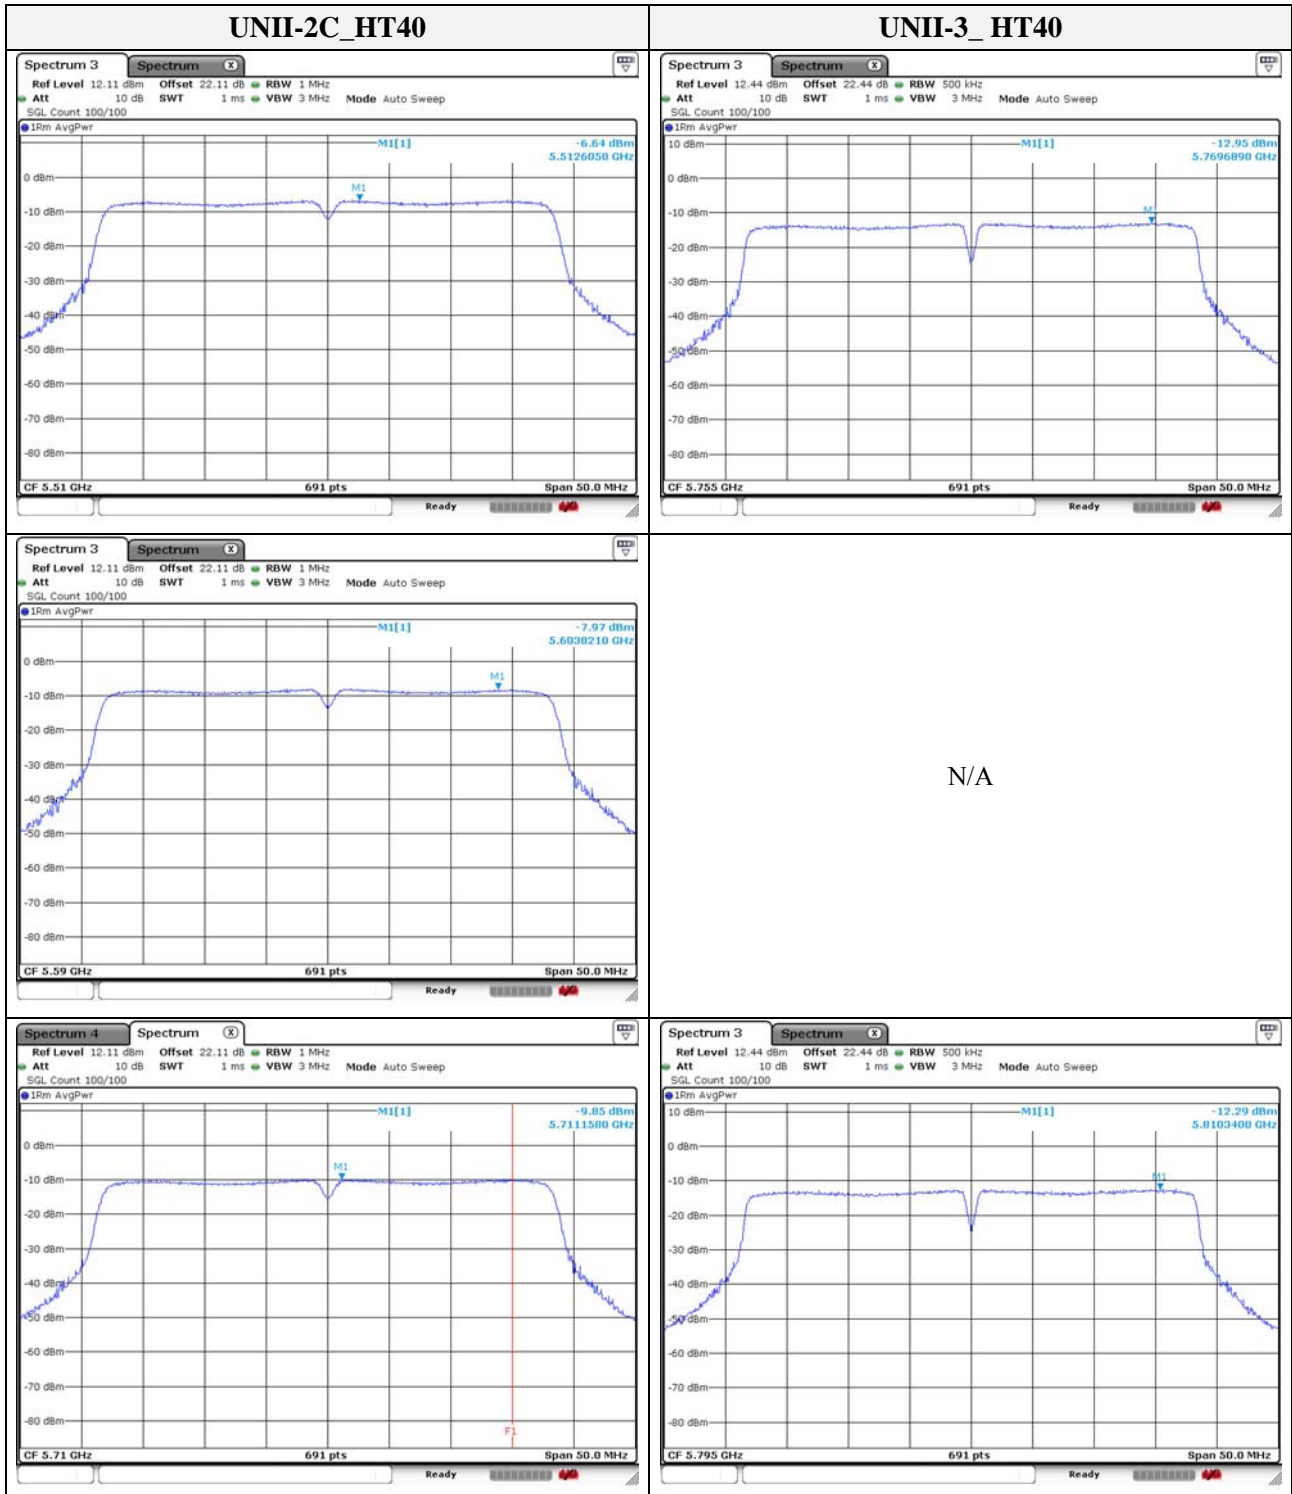 UNII-2C_HT40
UNII-3_ HT40
Spectrum 3 Spectrum X
Ref Level 12.11 dBm Offset 22.11 dB RBW 1 MHz
Att 10 dB SWT 1 ms VBW 3 MHz Mode Auto Sweep
SGL Count 100/100
1Rm AvgPwr
M1[1] -6.64 dBm
5.5126050 GHz
0 dBm
M1
-10 dBm
-20 dBm
-30 dBm
-40 dBm
-50 dBm
-60 dBm
-70 dBm
-80 dBm
CF 5.51 GHz 691 pts Span 50.0 MHz
Ready
Spectrum 3 Spectrum X
Ref Level 12.44 dBm Offset 22.44 dB RBW 500 kHz
Att 10 dB SWT 1 ms VBW 3 MHz Mode Auto Sweep
SGL Count 100/100
1Rm AvgPwr
10 dBm M1[1] -12.95 dBm
5.7696890 GHz
0 dBm
-10 dBm
-20 dBm
-30 dBm
-40 dBm
-50 dBm
-60 dBm
-70 dBm
-80 dBm
CF 5.755 GHz 691 pts Span 50.0 MHz
Ready
Spectrum 3 Spectrum X
Ref Level 12.11 dBm Offset 22.11 dB RBW 1 MHz
Att 10 dB SWT 1 ms VBW 3 MHz Mode Auto Sweep
SGL Count 100/100
1Rm AvgPwr
M1[1] -7.97 dBm
5.6038210 GHz
0 dBm
M1
-10 dBm
-20 dBm
-30 dBm
-40 dBm
-50 dBm
-60 dBm
-70 dBm
-80 dBm
CF 5.59 GHz 691 pts Span 50.0 MHz
Ready
N/A
Spectrum 4 Spectrum X
Ref Level 12.11 dBm Offset 22.11 dB RBW 1 MHz
Att 10 dB SWT 1 ms VBW 3 MHz Mode Auto Sweep
SGL Count 100/100
1Rm AvgPwr
M1[1] -9.85 dBm
5.7111580 GHz
0 dBm
M1
-10 dBm
-20 dBm
-30 dBm
-40 dBm
-50 dBm
-60 dBm
-70 dBm
-80 dBm
F1
CF 5.71 GHz 691 pts Span 50.0 MHz
Ready
Spectrum 3 Spectrum X
Ref Level 12.44 dBm Offset 22.44 dB RBW 500 kHz
Att 10 dB SWT 1 ms VBW 3 MHz Mode Auto Sweep
SGL Count 100/100
1Rm AvgPwr
10 dBm M1[1] -12.29 dBm
5.8103400 GHz
0 dBm
M1
-10 dBm
-20 dBm
-30 dBm
-40 dBm
-50 dBm
-60 dBm
-70 dBm
-80 dBm
CF 5.795 GHz 691 pts Span 50.0 MHz
Ready